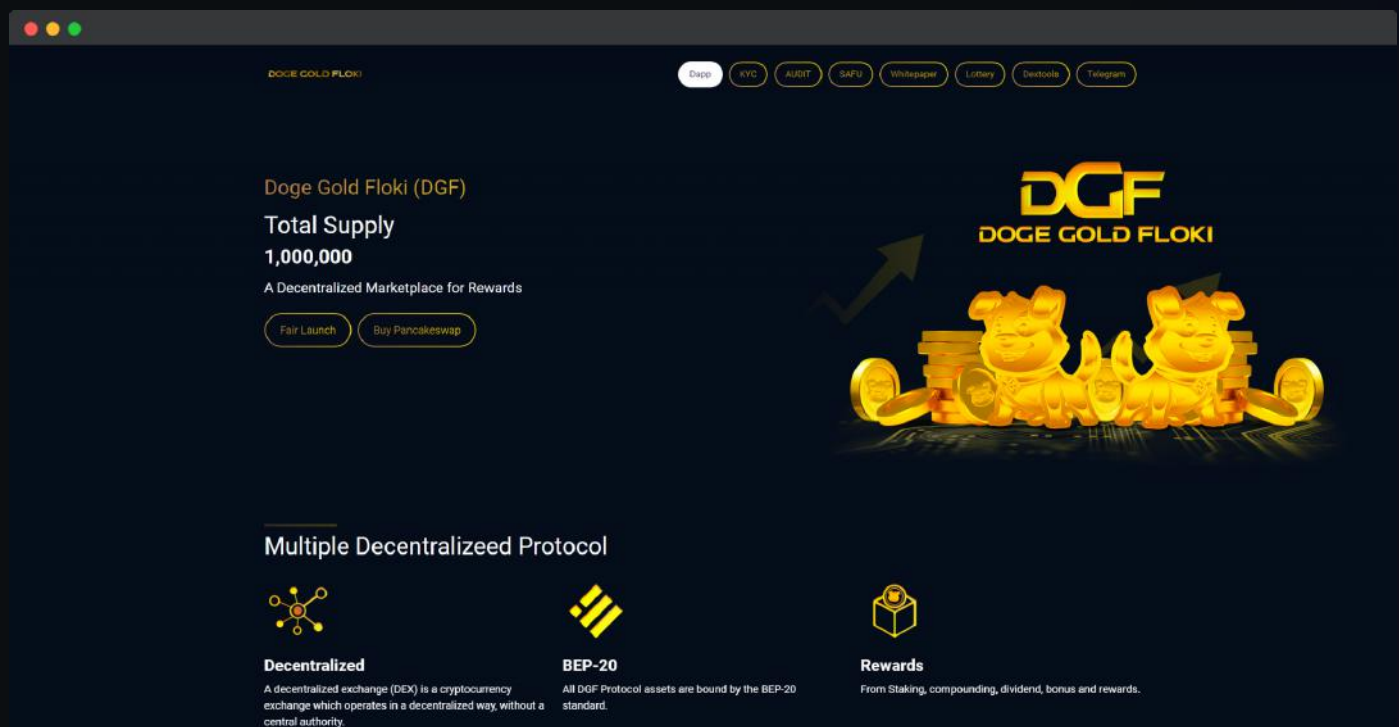 DOGE GOLD FLOKI
Dapp
KYC
AUDIT
SAFU
Whitepaper
Lottery
Dextools
Telegram
Doge Gold Floki (DGF)
Total Supply
1,000,000
A Decentralized Marketplace for Rewards
Fair Launch
Buy Pancakeswap
DGF
DOGE GOLD FLOKI
Multiple Decentralizeed Protocol
Decentralized
A decentralized exchange (DEX) is a cryptocurrency
exchange which operates in a decentralized way, without a
central authority.
BEP-20
All DGF Protocol assets are bound by the BEP-20
standard.
Rewards
From Staking, compounding, dividend, bonus and rewards.